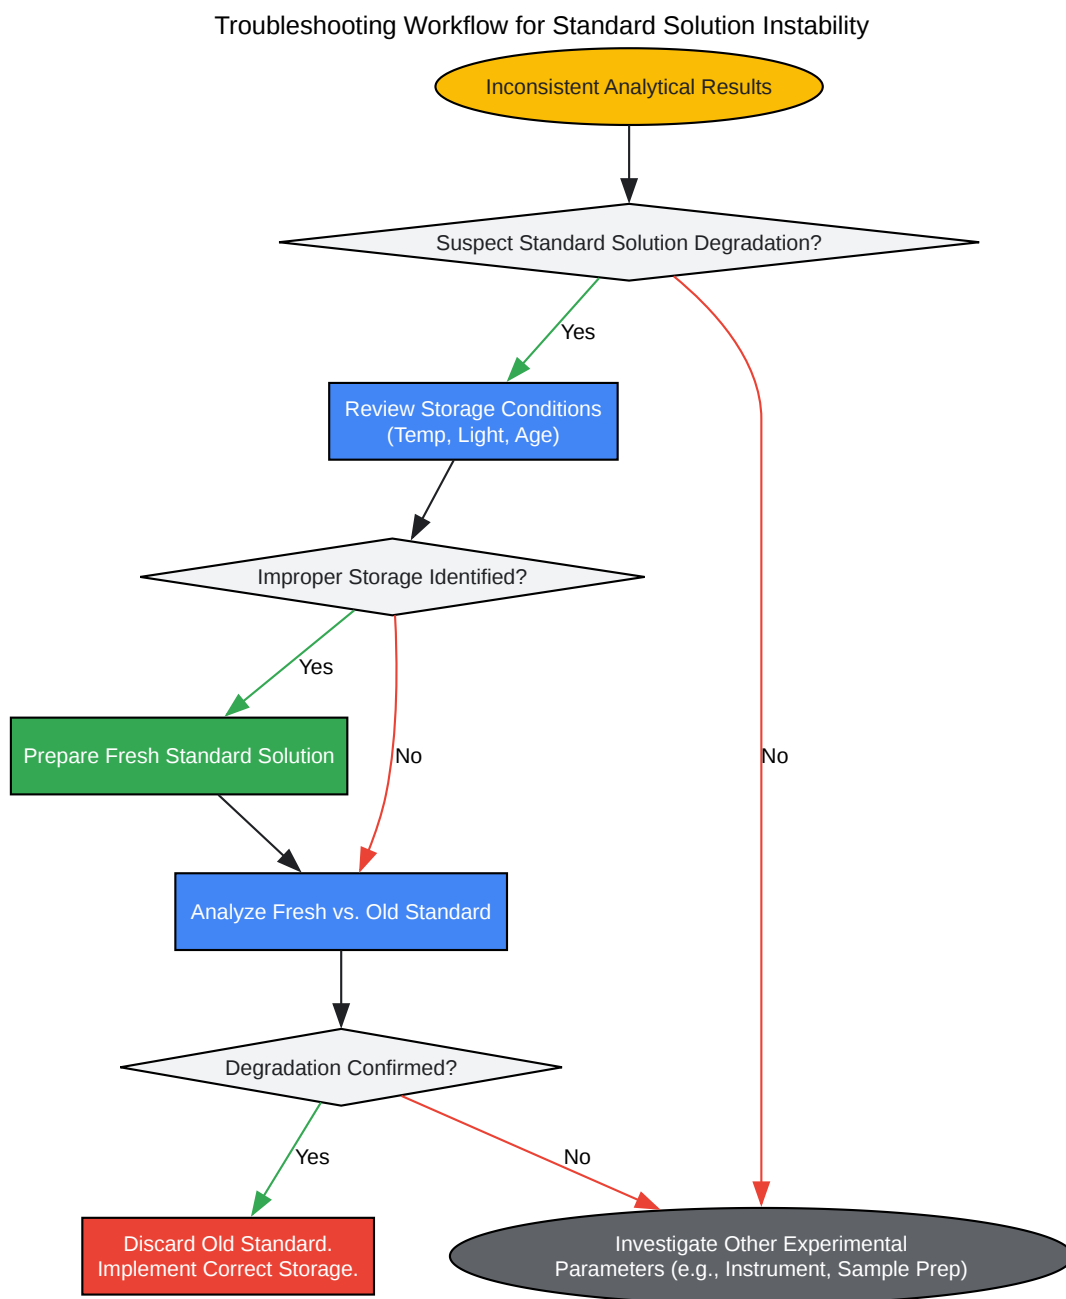 Troubleshooting Workflow for Standard Solution Instability
Inconsistent Analytical Results
Suspect Standard Solution Degradation?
Yes
Review Storage Conditions
(Temp, Light, Age)
Improper Storage Identified?
Yes
Prepare Fresh Standard Solution
No
No
Analyze Fresh vs. Old Standard
Degradation Confirmed?
Yes
No
Discard Old Standard.
Implement Correct Storage.
Investigate Other Experimental
Parameters (e.g., Instrument, Sample Prep)